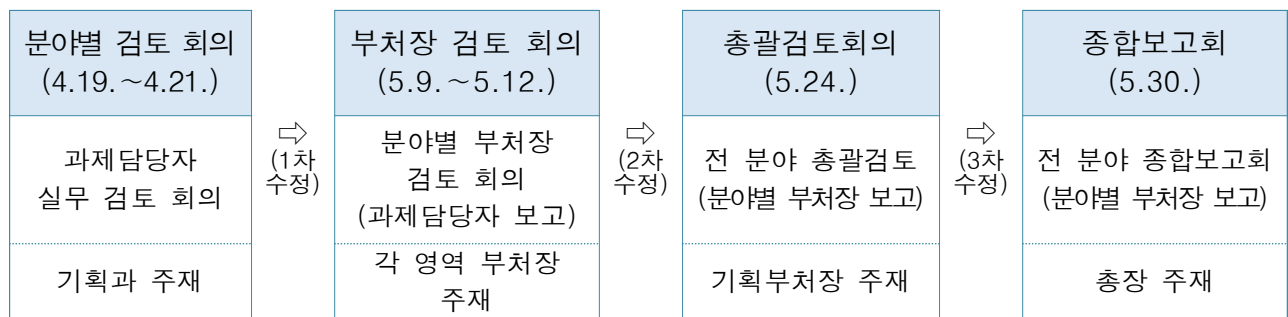 분야별 검토 회의
(4.19.~4.21.)
과제담당자
실무 검토 회의
기획과 주재
⇨
(1차
수정)
부처장 검토 회의
(5.9.~5.12.)
분야별 부처장
검토 회의
(과제담당자 보고)
각 영역 부처장
주재
⇨
(2차
수정)
총괄검토회의
(5.24.)
전 분야 총괄검토
(분야별 부처장 보고)
기획부처장 주재
⇨
(3차
수정)
종합보고회
(5.30.)
전 분야 종합보고회
(분야별 부처장 보고)
총장 주재